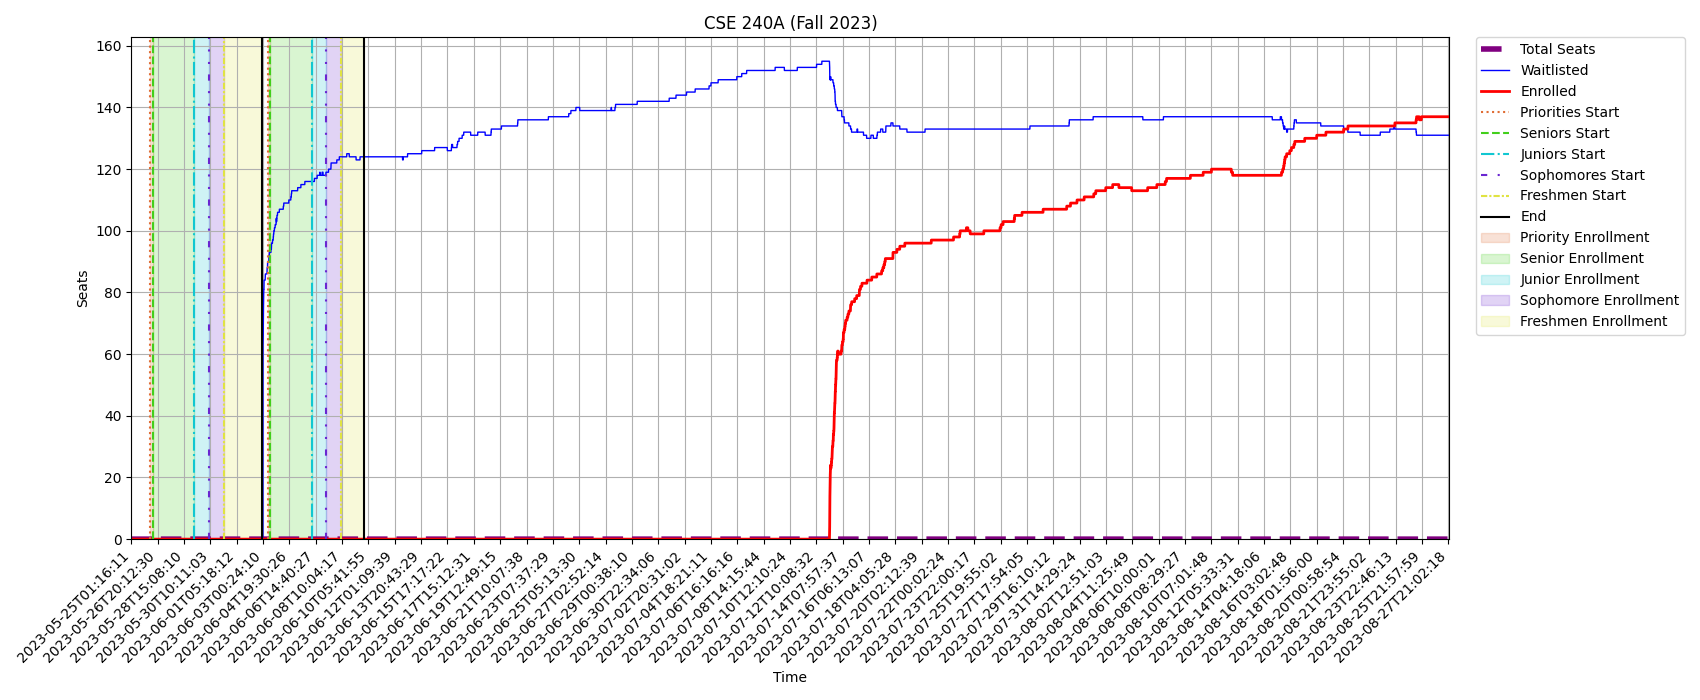 CSE 240A (Fall 2023)
Seats
160
140
120
100
80
60
40
20
0
2023-05-25T01:16:11
2023-05-26T20:12:30
2023-05-28T15:08:10
2023-05-30T10:11:03
2023-06-01T05:18:12
2023-06-03T00:24:10
2023-06-04T19:30:26
2023-06-06T14:40:27
2023-06-08T10:04:17
2023-06-10T05:41:55
2023-06-12T01:09:39
2023-06-13T20:43:29
2023-06-15T17:17:22
2023-06-17T15:12:31
2023-06-19T12:49:15
2023-06-21T10:07:38
2023-06-23T07:37:29
2023-06-25T05:13:30
2023-06-27T02:52:14
2023-06-29T00:38:10
2023-06-30T22:34:06
2023-07-02T20:31:02
2023-07-04T18:21:11
2023-07-06T16:16:16
2023-07-08T14:15:44
2023-07-10T12:10:24
2023-07-12T10:08:32
2023-07-14T07:57:37
2023-07-16T06:13:07
2023-07-18T04:05:28
2023-07-20T02:12:39
2023-07-22T00:02:24
2023-07-23T22:00:17
2023-07-25T19:55:02
2023-07-27T17:54:05
2023-07-29T16:10:12
2023-07-31T14:29:24
2023-08-02T12:51:03
2023-08-04T11:25:49
2023-08-06T10:00:01
2023-08-08T08:29:27
2023-08-10T07:01:48
2023-08-12T05:33:31
2023-08-14T04:18:06
2023-08-16T03:02:48
2023-08-18T01:56:00
2023-08-20T00:58:54
2023-08-21T23:55:02
2023-08-23T22:46:13
2023-08-25T21:57:59
2023-08-27T21:02:18
Time
Total Seats
Waitlisted
Enrolled
Priorities Start
Seniors Start
Juniors Start
Sophomores Start
Freshmen Start
End
Priority Enrollment
Senior Enrollment
Junior Enrollment
Sophomore Enrollment
Freshmen Enrollment